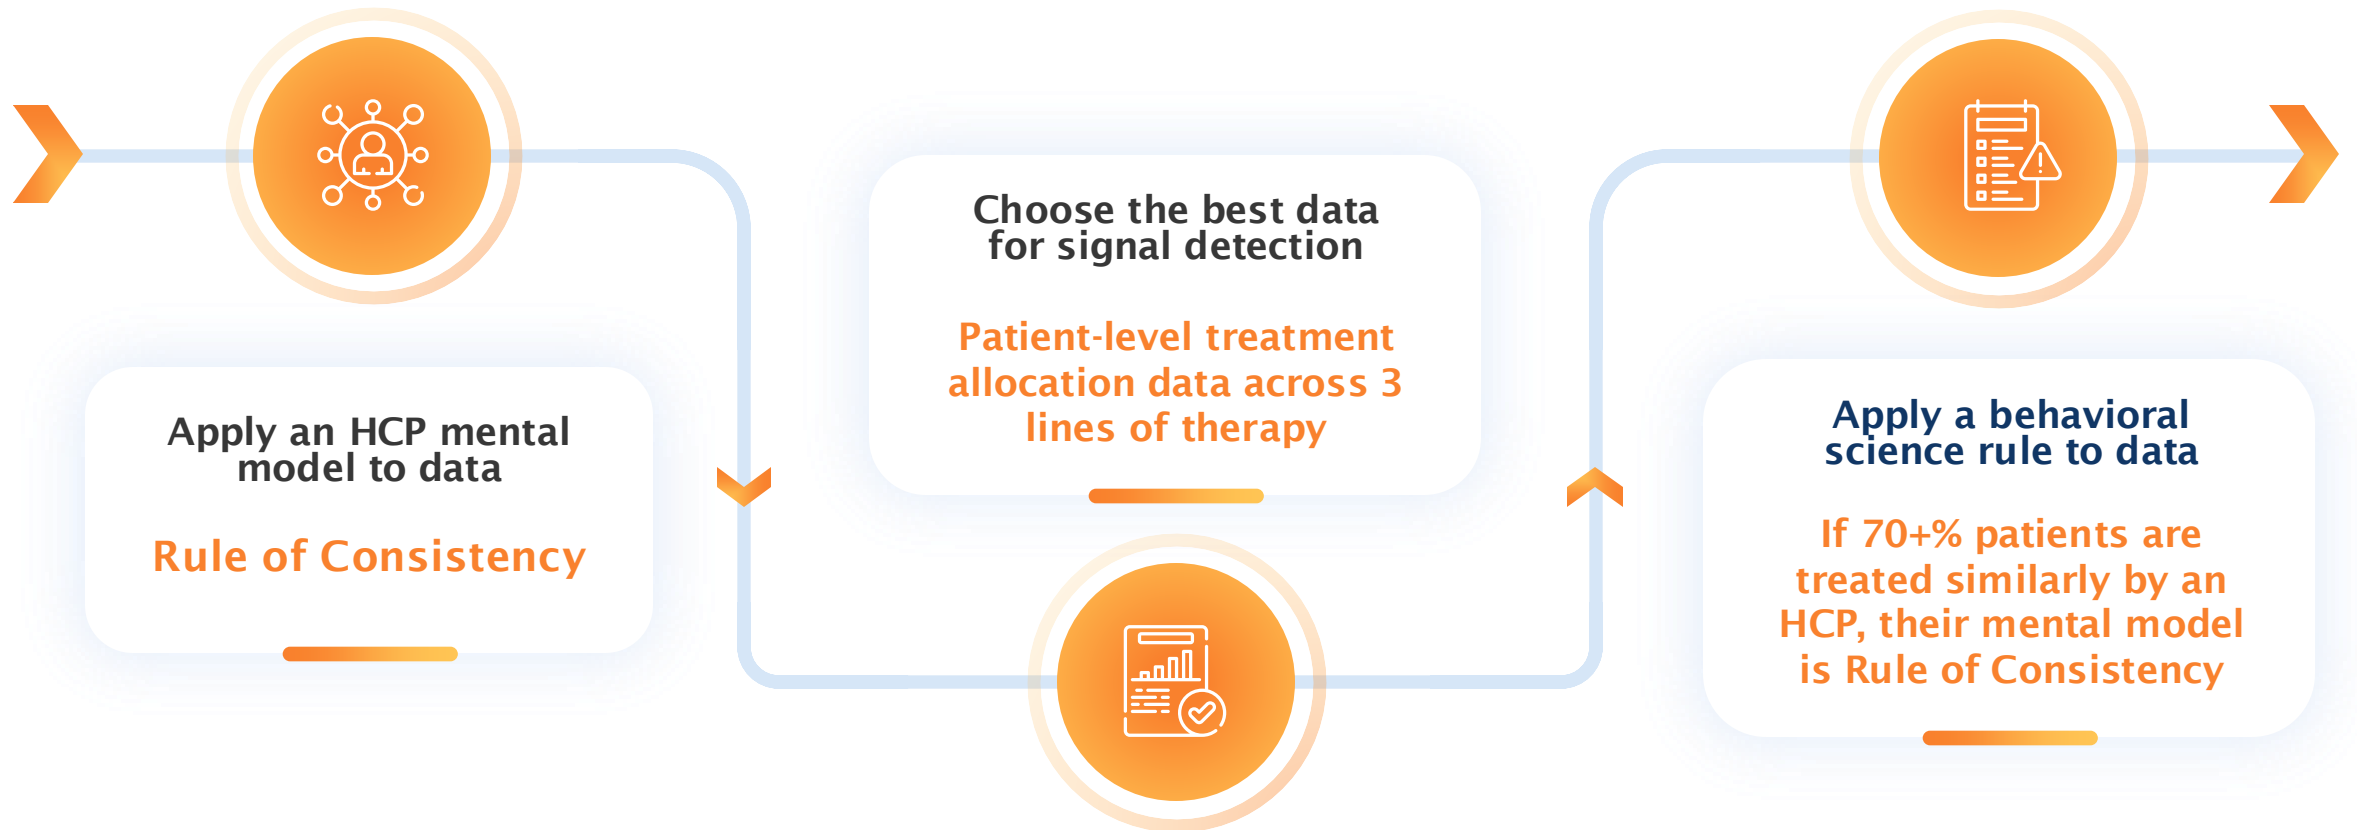 Apply an HCP mental
model to data
Rule of Consistency
Choose the best data
for signal detection
Patient-level treatment
allocation data across 3
lines of therapy
Apply a behavioral
science rule to data
If 70+% patients are
treated similarly by an
HCP, their mental model
is Rule of Consistency